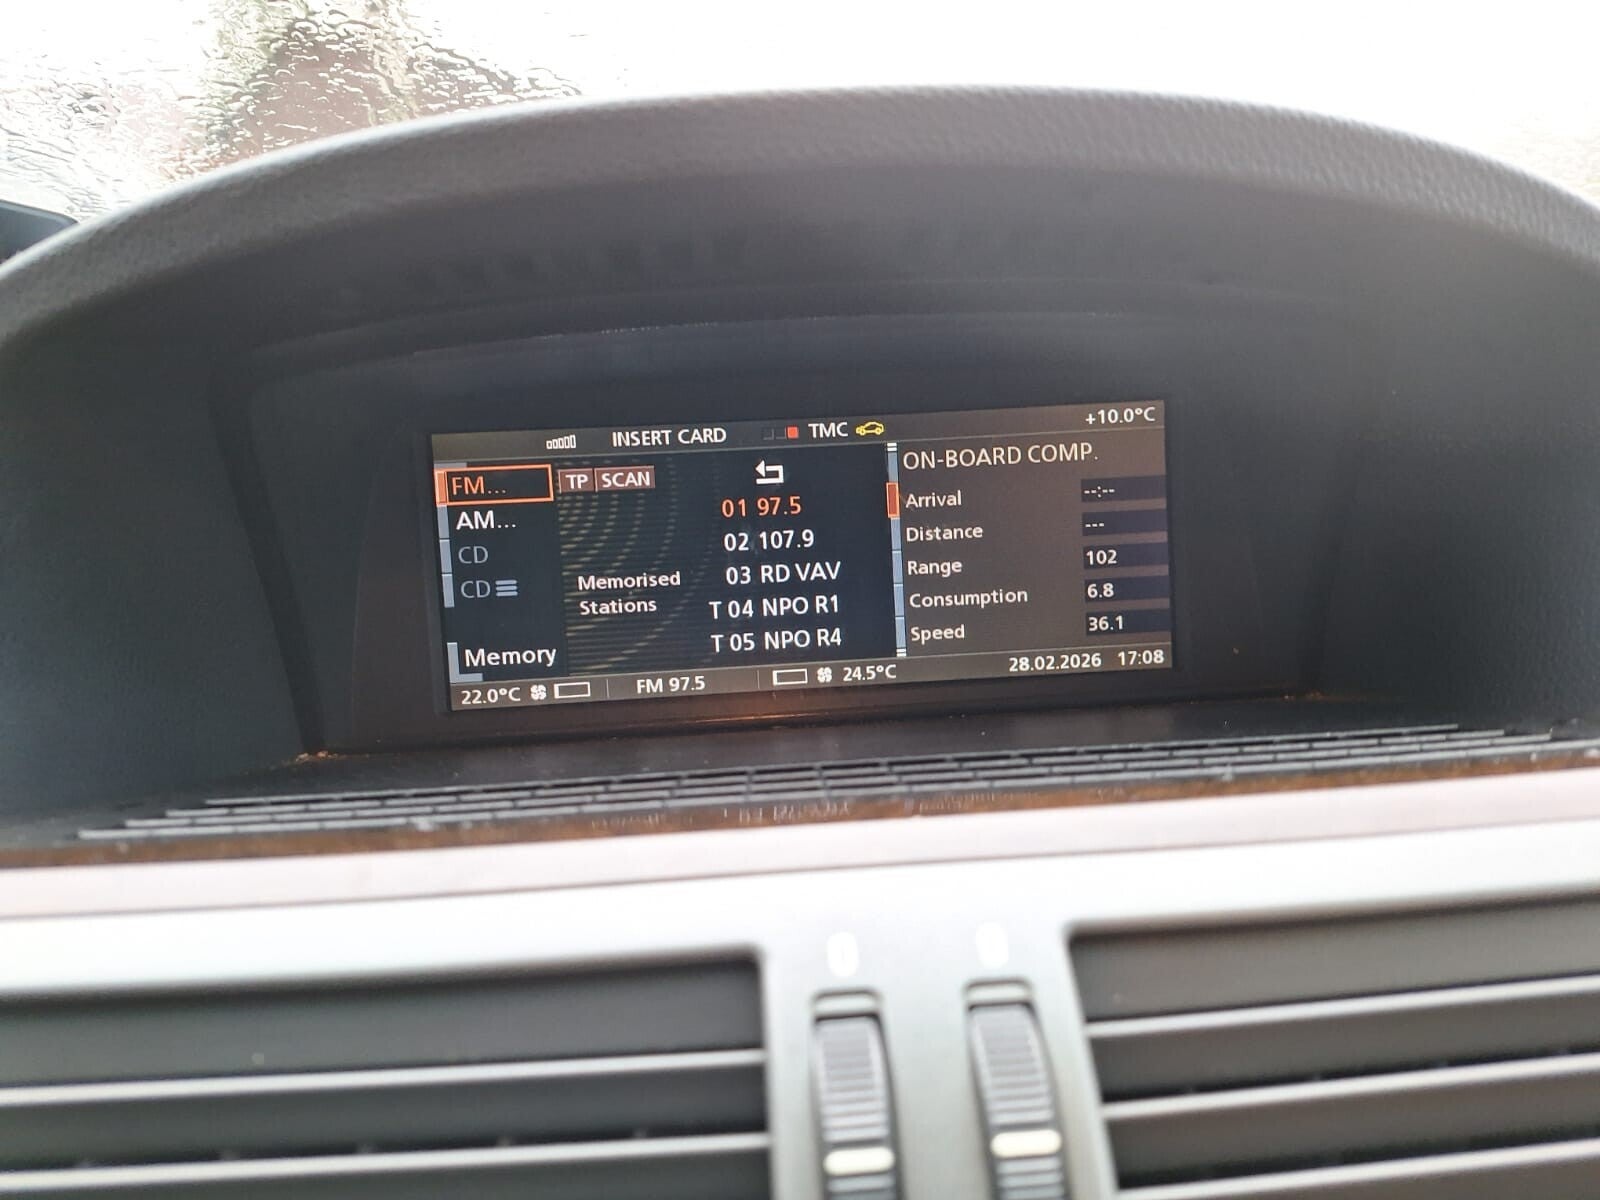 INSERT CARD TMC +10.0°C
FM...
TP SCAN
AM...
CD
CD
Memory
Memorised
Stations
01 97.5
02 107.9
03 RD VAV
T 04 NPO R1
T 05 NPO R4
ON-BOARD COMP.
Arrival --:--
Distance ---
Range 102
Consumption 6.8
Speed 36.1
22.0°C FM 97.5 24.5°C 28.02.2026 17:08
0 0